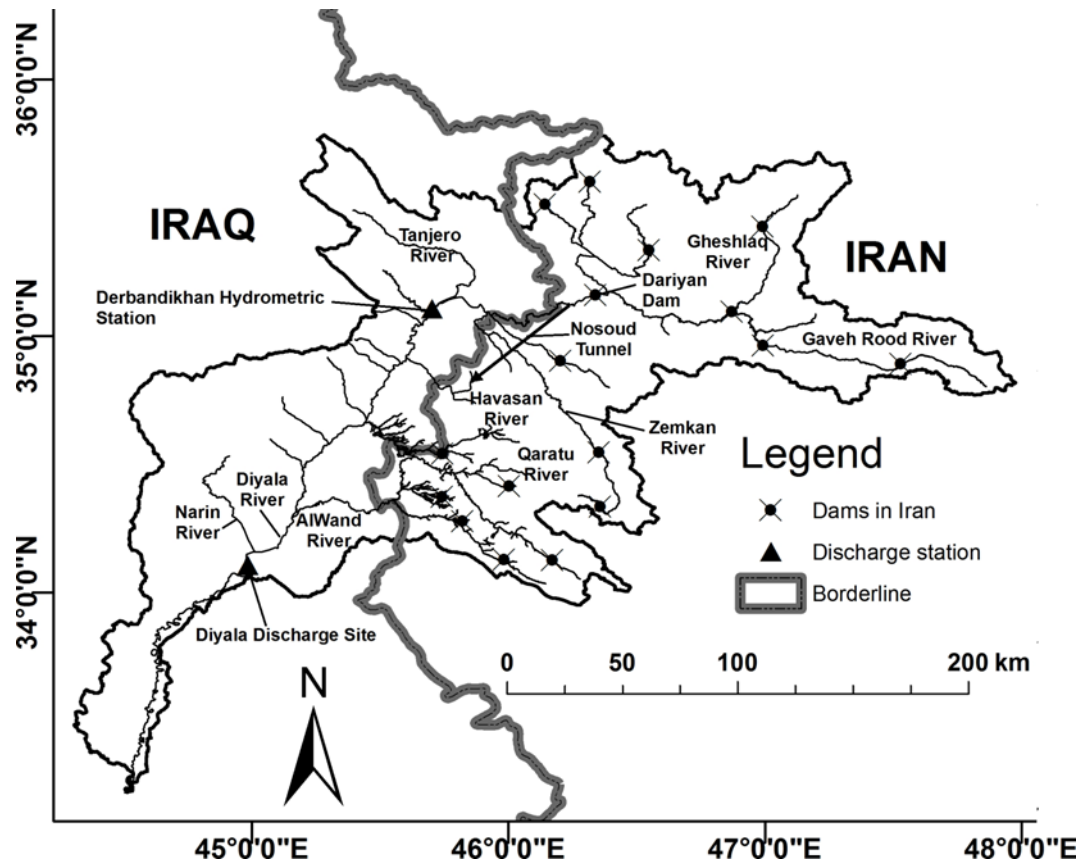 36°0'0"N
35°0'0"N
34°0'0"N
IRAQ
IRAN
Tanjero
River
Gheshlaq
River
Derbandikhan Hydrometric
Station
Dariyan
Dam
Nosoud
Tunnel
Gaveh Rood River
Havasan
River
Zemkan
River
Qaratu
River
Diyala
River
Narin
River
AlWand
River
Diyala Discharge Site
Legend
Dams in Iran
Discharge station
Borderline
0 50 100 200 km
N
45°0'0"E 46°0'0"E 47°0'0"E 48°0'0"E